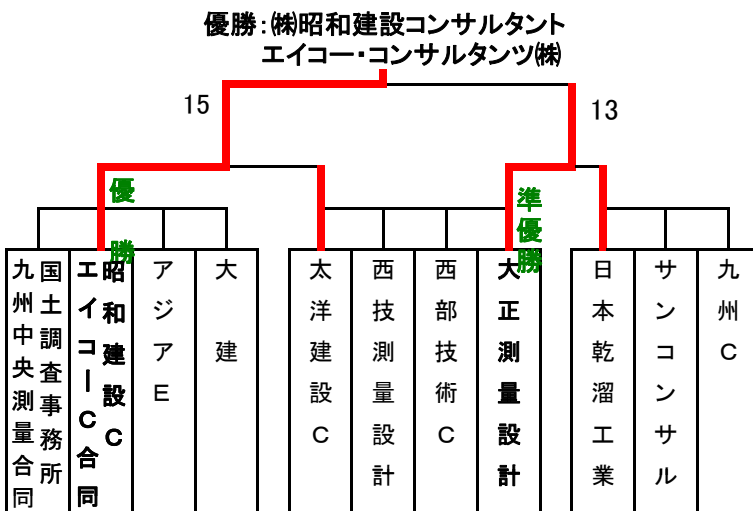 優勝：㈱昭和建設コンサルタント
エイコー・コンサルタンツ㈱
15
13
優勝
準優勝
国土調査事務所
九州中央測量合同
昭和建設C
エイコーC合同
アジアE
大建
太洋建設C
西技測量設計
西部技術C
大正測量設計
日本乾溜工業
サンコンサル
九州C